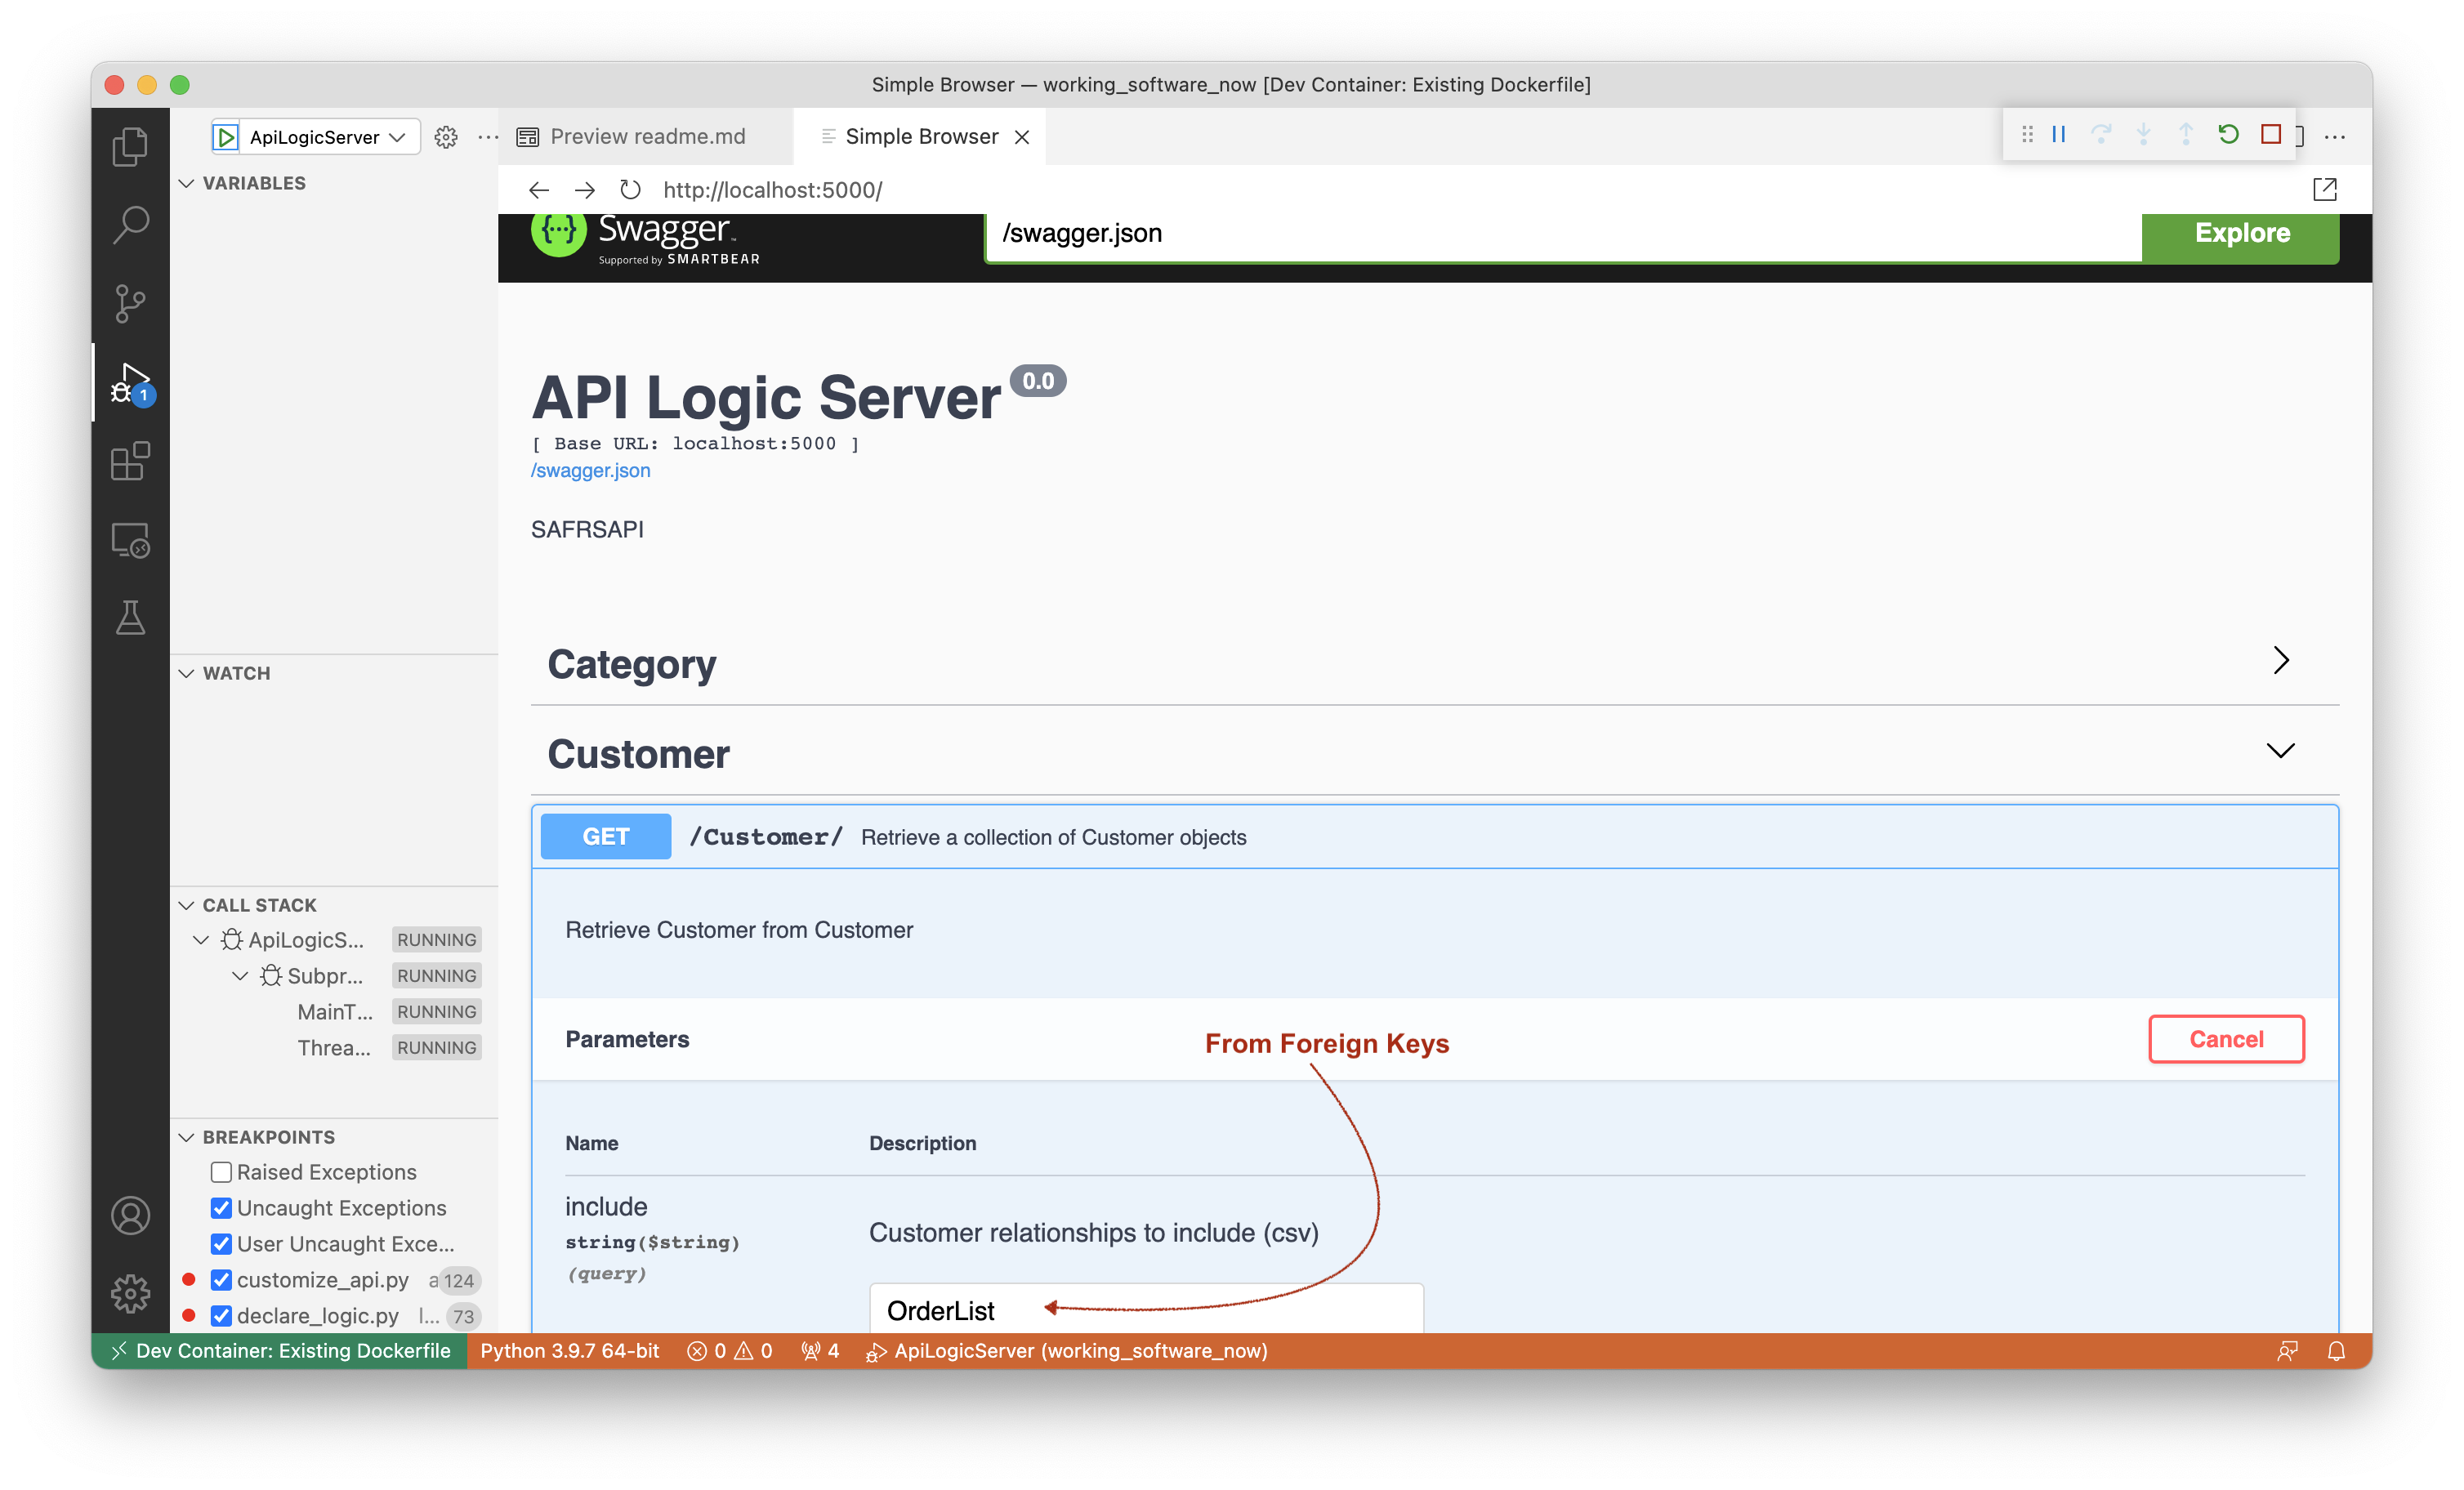 Simple Browser — working_software_now [Dev Container: Existing Dockerfile]
ApiLogicServer
Preview readme.md
Simple Browser
VARIABLES
http://localhost:5000/
Swagger
Supported by SMARTBEAR
/swagger.json
Explore
API Logic Server 0.0
[ Base URL: localhost:5000 ]
/swagger.json
SAFRSAPI
Category
Customer
GET /Customer/ Retrieve a collection of Customer objects
Retrieve Customer from Customer
Parameters
From Foreign Keys
Cancel
Name Description
include
string($string)
(query)
Customer relationships to include (csv)
OrderList
1
WATCH
CALL STACK
ApiLogicS... RUNNING
Subpr... RUNNING
MainT... RUNNING
Threa... RUNNING
BREAKPOINTS
Raised Exceptions
Uncaught Exceptions
User Uncaught Exce...
customize_api.py a 124
declare_logic.py l... 73
Dev Container: Existing Dockerfile Python 3.9.7 64-bit 0 0 4 ApiLogicServer (working_software_now)